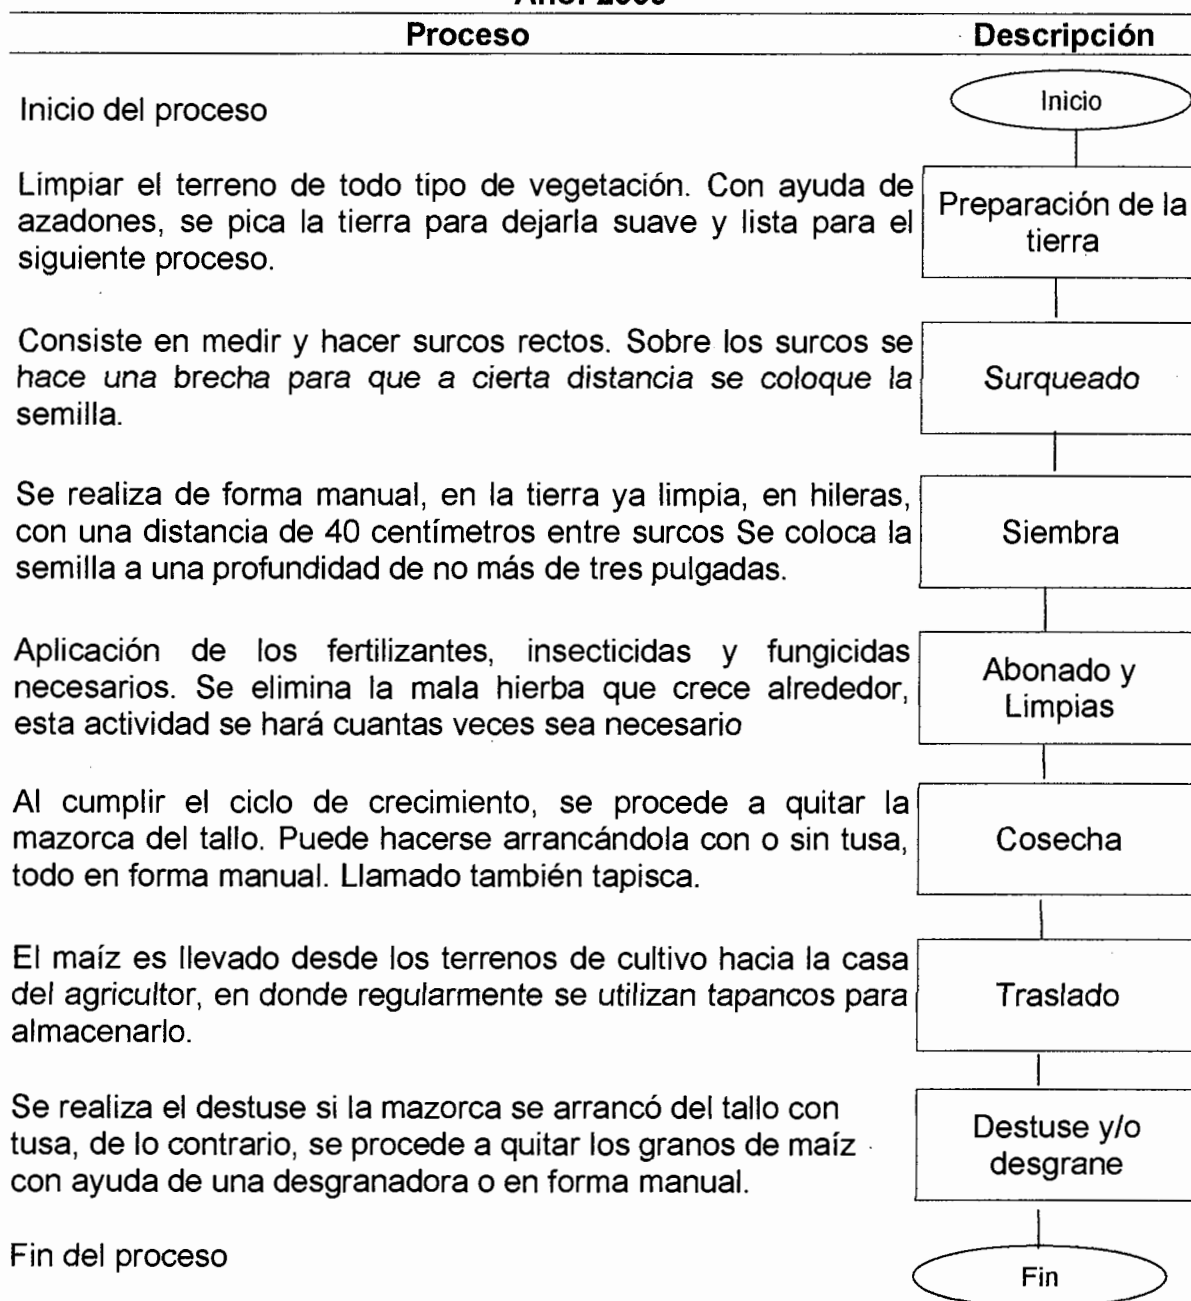 Proceso Descripción
Inicio del proceso
Inicio
Limpiar el terreno de todo tipo de vegetación. Con ayuda de
azadones, se pica la tierra para dejarla suave y lista para el
siguiente proceso.
Preparación de la
tierra
Consiste en medir y hacer surcos rectos. Sobre los surcos se
hace una brecha para que a cierta distancia se coloque la
semilla.
Surqueado
Se realiza de forma manual, en la tierra ya limpia, en hileras,
con una distancia de 40 centímetros entre surcos Se coloca la
semilla a una profundidad de no más de tres pulgadas.
Siembra
Aplicación de los fertilizantes, insecticidas y fungicidas
necesarios. Se elimina la mala hierba que crece alrededor,
esta actividad se hará cuantas veces sea necesario
Abonado y
Limpias
Al cumplir el ciclo de crecimiento, se procede a quitar la
mazorca del tallo. Puede hacerse arrancándola con o sin tusa,
todo en forma manual. Llamado también tapisca.
Cosecha
El maíz es llevado desde los terrenos de cultivo hacia la casa
del agricultor, en donde regularmente se utilizan tapancos para
almacenarlo.
Traslado
Se realiza el destuse si la mazorca se arrancó del tallo con
tusa, de lo contrario, se procede a quitar los granos de maíz
con ayuda de una desgranadora o en forma manual.
Destuse y/o
desgrane
Fin del proceso
Fin